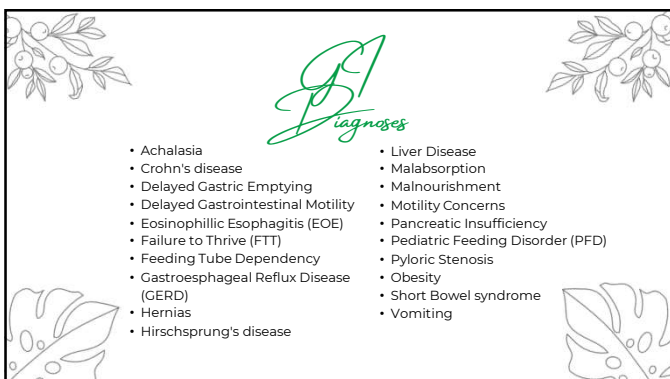 GI
Diagnoses
• Achalasia
• Crohn's disease
• Delayed Gastric Emptying
• Delayed Gastrointestinal Motility
• Eosinophillic Esophagitis (EOE)
• Failure to Thrive (FTT)
• Feeding Tube Dependency
• Gastroesphageal Reflux Disease
(GERD)
• Hernias
• Hirschsprung's disease
• Liver Disease
• Malabsorption
• Malnourishment
• Motility Concerns
• Pancreatic Insufficiency
• Pediatric Feeding Disorder (PFD)
• Pyloric Stenosis
• Obesity
• Short Bowel syndrome
• Vomiting